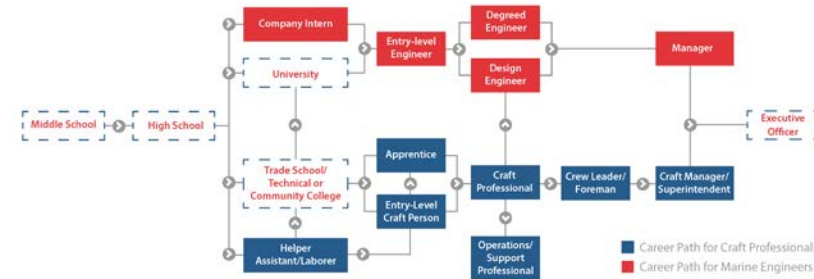 Company Intern
Degreed
Engineer
Entry-level
Engineer
Manager
University
Design
Engineer
Middle School
High School
Executive
Officer
Apprentice
Trade School/
Technical or
Community College
Craft
Professional
Crew Leader/
Foreman
Craft Manager/
Superintendent
Entry-Level
Craft Person
Helper
Assistant/Laborer
Operations/
Support
Professional
Career Path for Craft Professional
Career Path for Marine Engineers